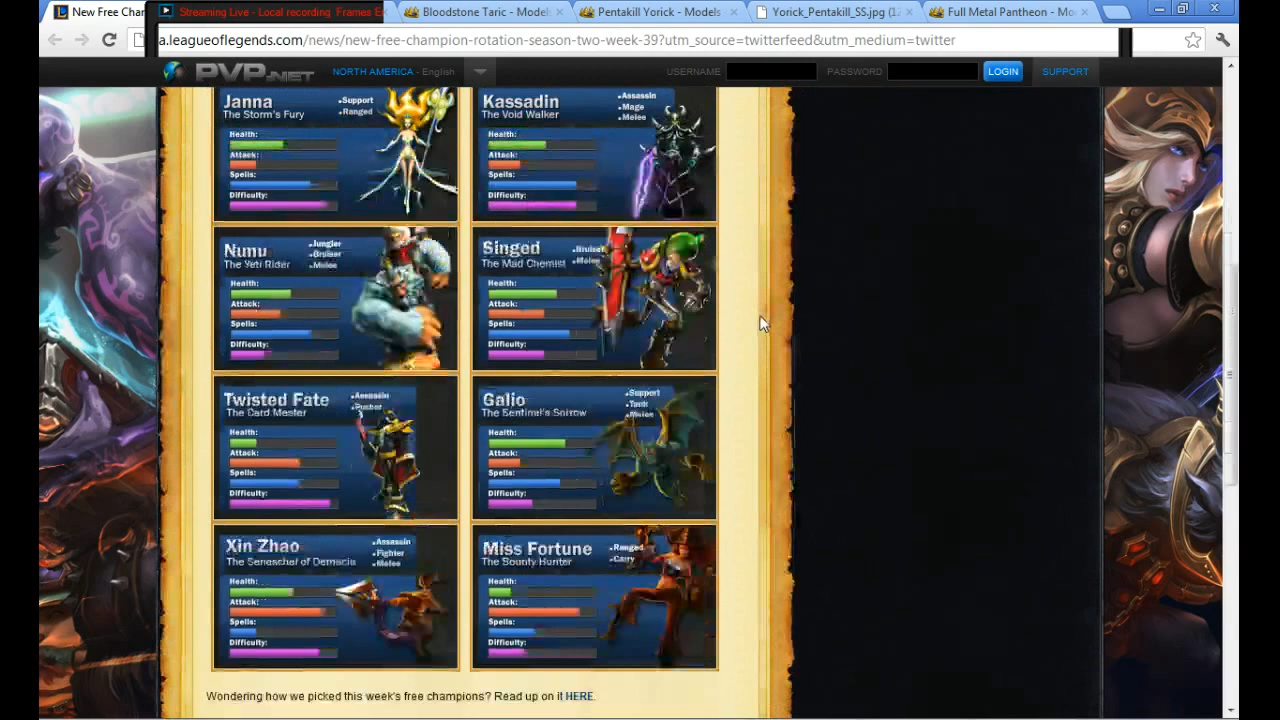 New Free Cha
Streaming Live - Local recording Frames Es
Bloodstone Taric - Models
Pentakill Yorick - Models
Yorick_Pentakill_SS.jpg (1
Full Metal Pantheon - Mo
a.leagueoflegends.com/news/new-free-champion-rotation-season-two-week-39?utm_source=twitterfeed&utm_medium=twitter
PVP.NET
NORTH AMERICA - English
USERNAME
PASSWORD
LOGIN
SUPPORT
Janna
The Storm's Fury
Support
Ranged
Health:
Attack:
Spells:
Difficulty:
Kassadin
The Void Walker
Assassin
Mage
Melee
Health:
Attack:
Spells:
Difficulty:
Nunu
The Yeti Rider
Jungler
Bruiser
Melee
Health:
Attack:
Spells:
Difficulty:
Singed
The Mad Chemist
Bruiser
Melee
Health:
Attack:
Spells:
Difficulty:
Twisted Fate
The Card Master
Assassin
Pusher
Health:
Attack:
Spells:
Difficulty:
Galio
The Sentinel's Sorrow
Support
Tank
Melee
Health:
Attack:
Spells:
Difficulty:
Xin Zhao
The Seneschal of Demacia
Assassin
Fighter
Melee
Health:
Attack:
Spells:
Difficulty:
Miss Fortune
The Bounty Hunter
Ranged
Carry
Health:
Attack:
Spells:
Difficulty:
Wondering how we picked this week's free champions? Read up on it HERE.